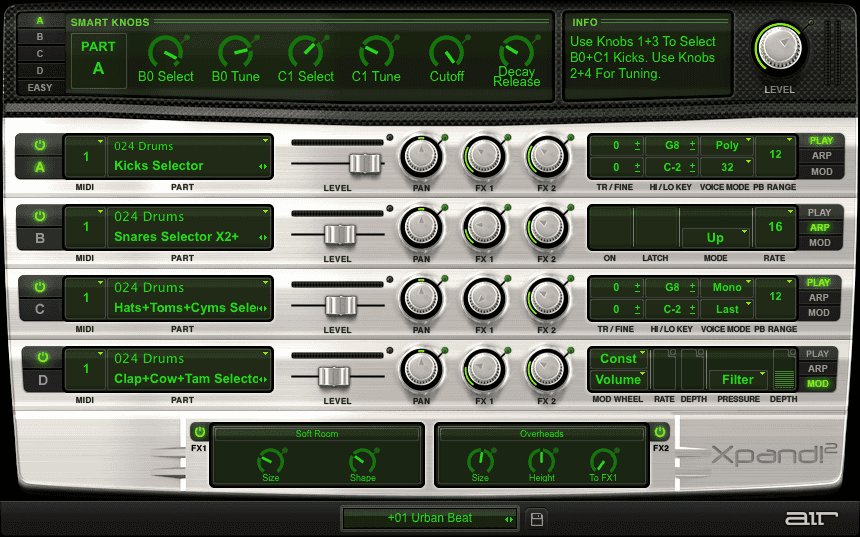 A
B
C
D
EASY
SMART KNOBS
PART
A
B0 Select
B0 Tune
C1 Select
C1 Tune
Cutoff
Decay
Release
INFO
Use Knobs 1+3 To Select
B0+C1 Kicks. Use Knobs
2+4 For Tuning.
LEVEL
A
1
024 Drums
Kicks Selector
MIDI PART LEVEL PAN FX 1 FX 2
0 ± G8 ± Poly 12
0 ± C-2 ± 32
TR / FINE HI / LO KEY VOICE MODE PB RANGE
PLAY
ARP
MOD
B
1
024 Drums
Snares Selector X2+
MIDI PART LEVEL PAN FX 1 FX 2
Up 16
ON LATCH MODE RATE
PLAY
ARP
MOD
C
1
024 Drums
Hats+Toms+Cyms Sele
MIDI PART LEVEL PAN FX 1 FX 2
0 ± G8 ± Mono 12
0 ± C-2 ± Last
TR / FINE HI / LO KEY VOICE MODE PB RANGE
PLAY
ARP
MOD
D
1
024 Drums
Clap+Cow+Tam Selecto
MIDI PART LEVEL PAN FX 1 FX 2
Const
Volume Filter
MOD WHEEL RATE DEPTH PRESSURE DEPTH
PLAY
ARP
MOD
FX1
Soft Room
Size Shape
Overheads
Size Height To FX1
FX2
Xpand!2
+01 Urban Beat
air